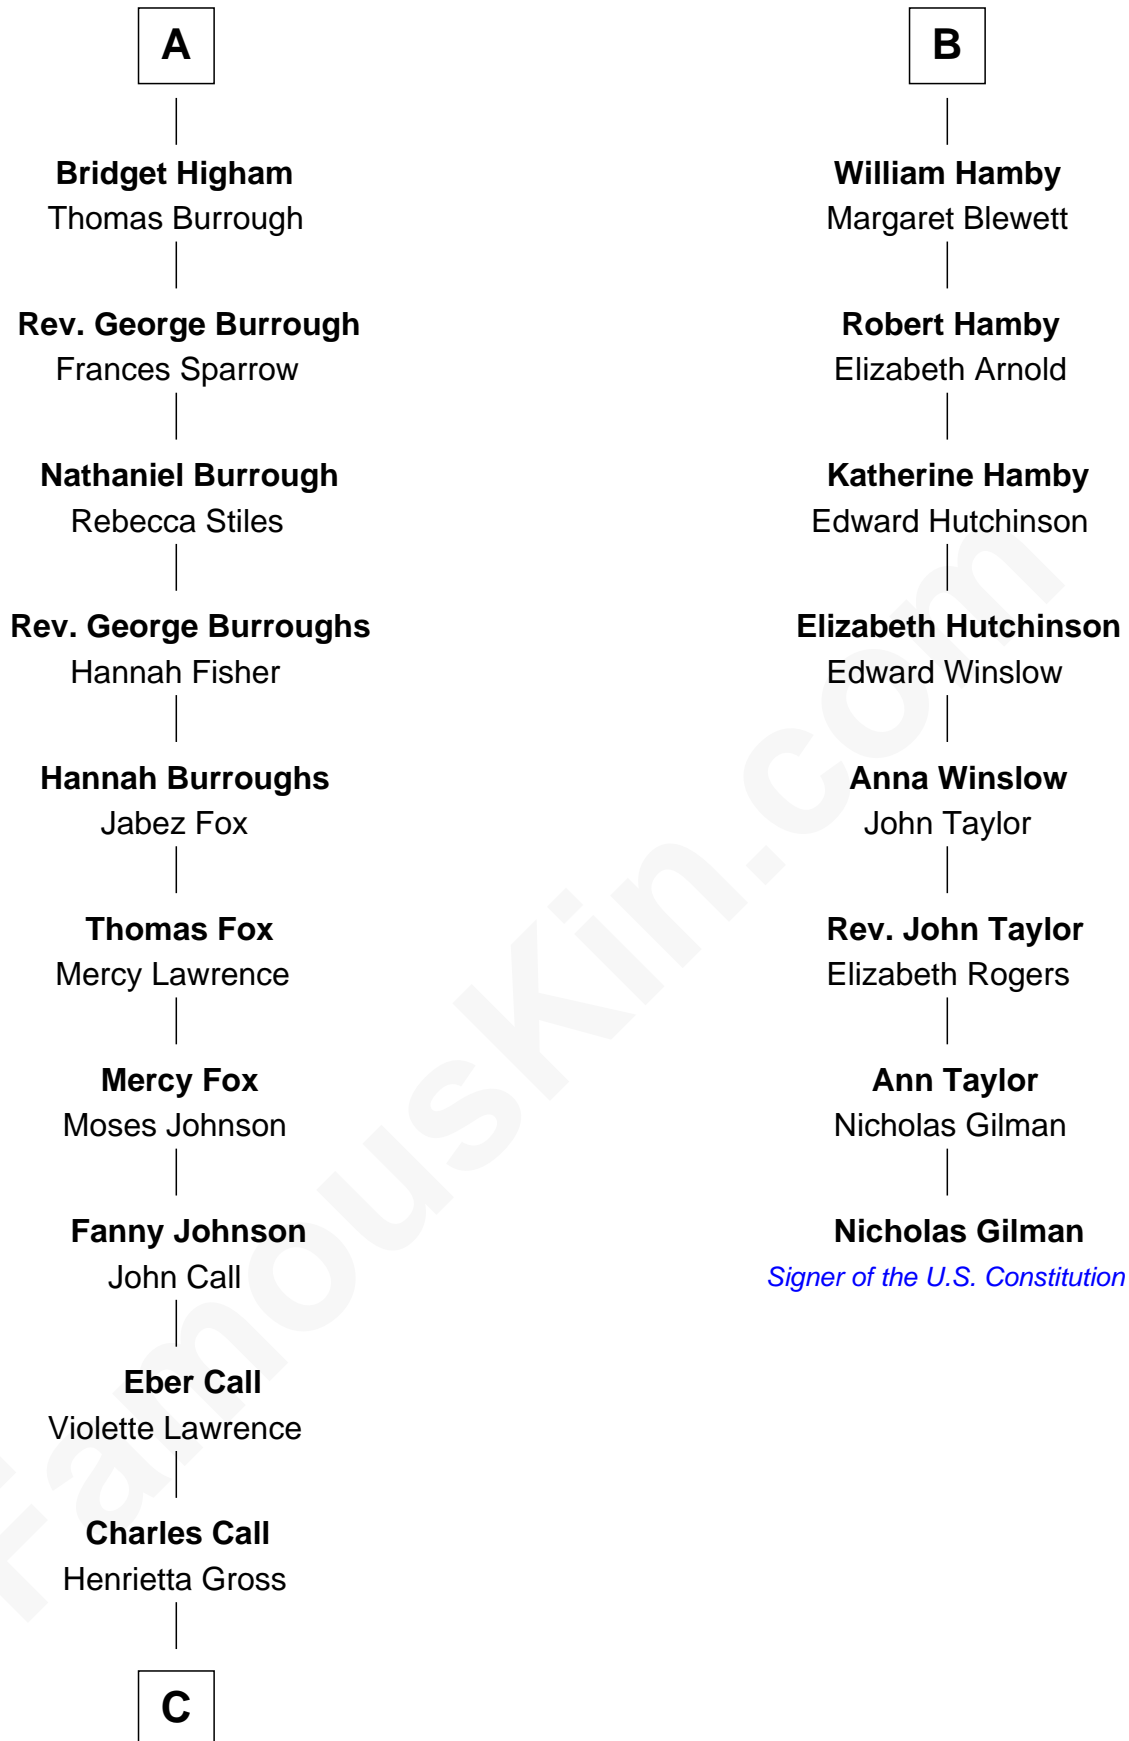 A
Bridget Higham
Thomas Burrough
Rev. George Burrough
Frances Sparrow
Nathaniel Burrough
Rebecca Stiles
Rev. George Burroughs
Hannah Fisher
Hannah Burroughs
Jabez Fox
Thomas Fox
Mercy Lawrence
Mercy Fox
Moses Johnson
Fanny Johnson
John Call
Eber Call
Violette Lawrence
Charles Call
Henrietta Gross
C
B
William Hamby
Margaret Blewett
Robert Hamby
Elizabeth Arnold
Katherine Hamby
Edward Hutchinson
Elizabeth Hutchinson
Edward Winslow
Anna Winslow
John Taylor
Rev. John Taylor
Elizabeth Rogers
Ann Taylor
Nicholas Gilman
Nicholas Gilman
Signer of the U.S. Constitution
FamousKin.com